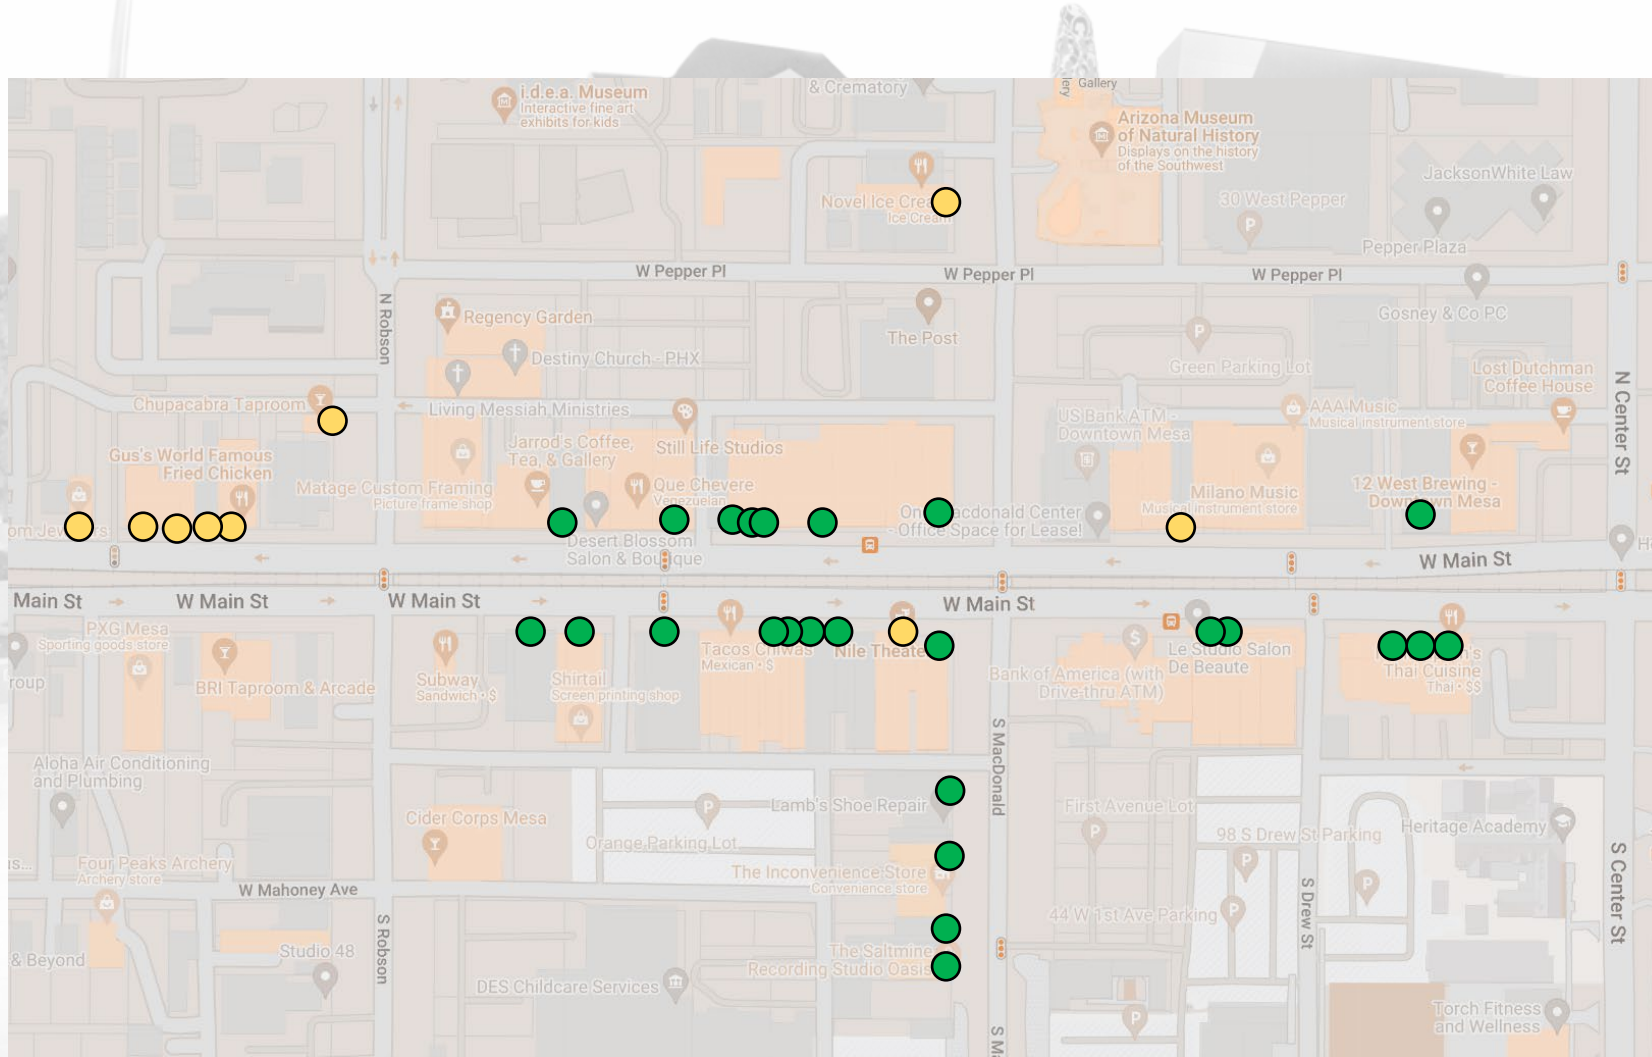 Gallery
i.d.e.a. Museum
Interactive fine art
exhibits for kids
& Crematory
Arizona Museum
of Natural History
Displays on the history
of the Southwest
JacksonWhite Law
30 West Pepper
Pepper Plaza
Novel Ice Cre
Ice Cream
W Pepper Pl
W Pepper Pl
W Pepper Pl
N Robson
Regency Garden
The Post
Gosney & Co PC
Destiny Church - PHX
Green Parking Lot
Lost Dutchman
Coffee House
N Center St
Chupacabra Taproom
Living Messiah Ministries
US Bank ATM -
Downtown Mesa
AAA Music
Musical instrument store
Gus's World Famous
Fried Chicken
Jarrod's Coffee,
Tea, & Gallery
Still Life Studios
Matage Custom Framing
Picture frame shop
Que Chevere
Venezuelan
Milano Music
Musical instrument store
12 West Brewing -
Downtown Mesa
om Jew rs
On cdonald Center
- Office Space for Lease!
Desert Blossom
Salon & Boutique
W Main St
Main St
W Main St
W Main St
W Main St
PXG Mesa
Sporting goods store
roup
BRI Taproom & Arcade
Subway
Sandwich • $
Shirtail
Screen printing shop
Tacos Chiwas
Mexican • $
Nile Theate
Bank of America (with
Drive-thru ATM)
Le Studio Salon
De Beaute
's
Thai Cuisine
Thai • $$
S MacDonald
Aloha Air Conditioning
and Plumbing
Cider Corps Mesa
Lamb's Shoe Repair
Orange Parking Lot
First Avenue Lot
98 S Drew St Parking
Heritage Academy
us...
Four Peaks Archery
Archery store
The Inconvenience Store
Convenience store
W Mahoney Ave
S Robson
44 W 1st Ave Parking
S Drew St
S Center St
& Beyond
Studio 48
The Saltmine
Recording Studio Oasis
DES Childcare Services
Torch Fitness
and Wellness
S Ma